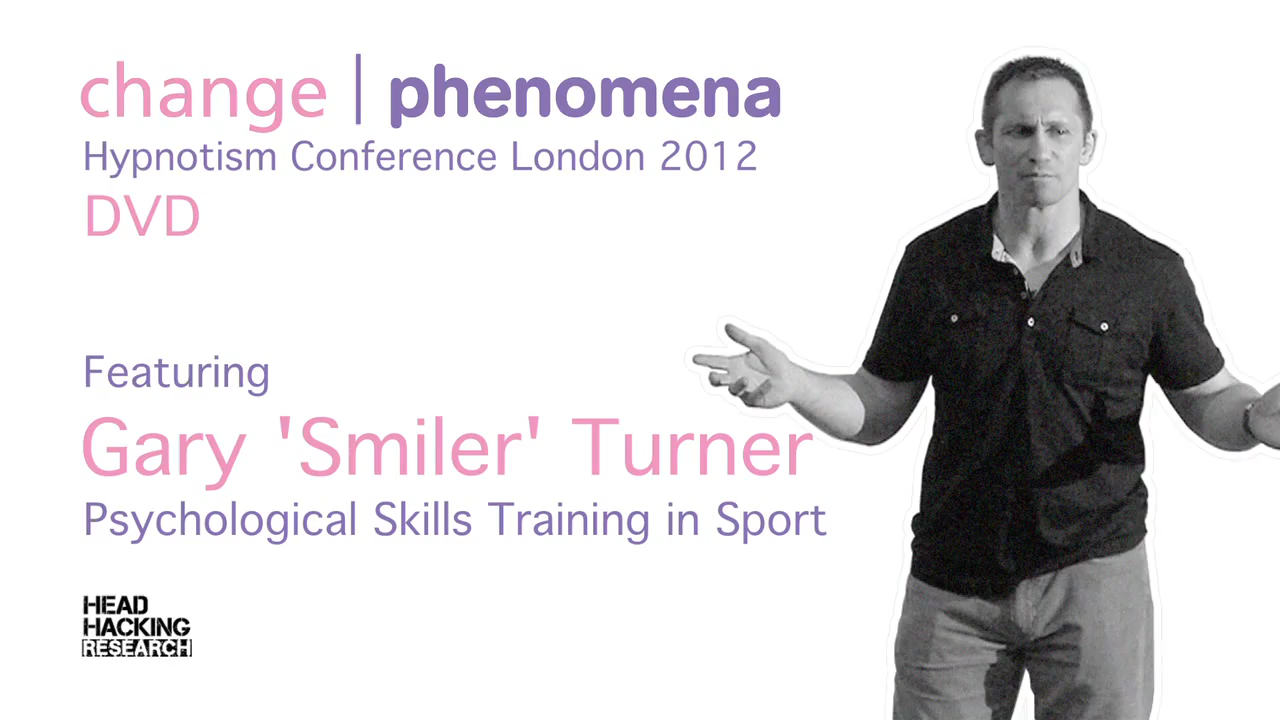 change | phenomena
Hypnotism Conference London 2012
DVD
Featuring
Gary 'Smiler' Turner
Psychological Skills Training in Sport
HEAD
HACKING
RESEARCH